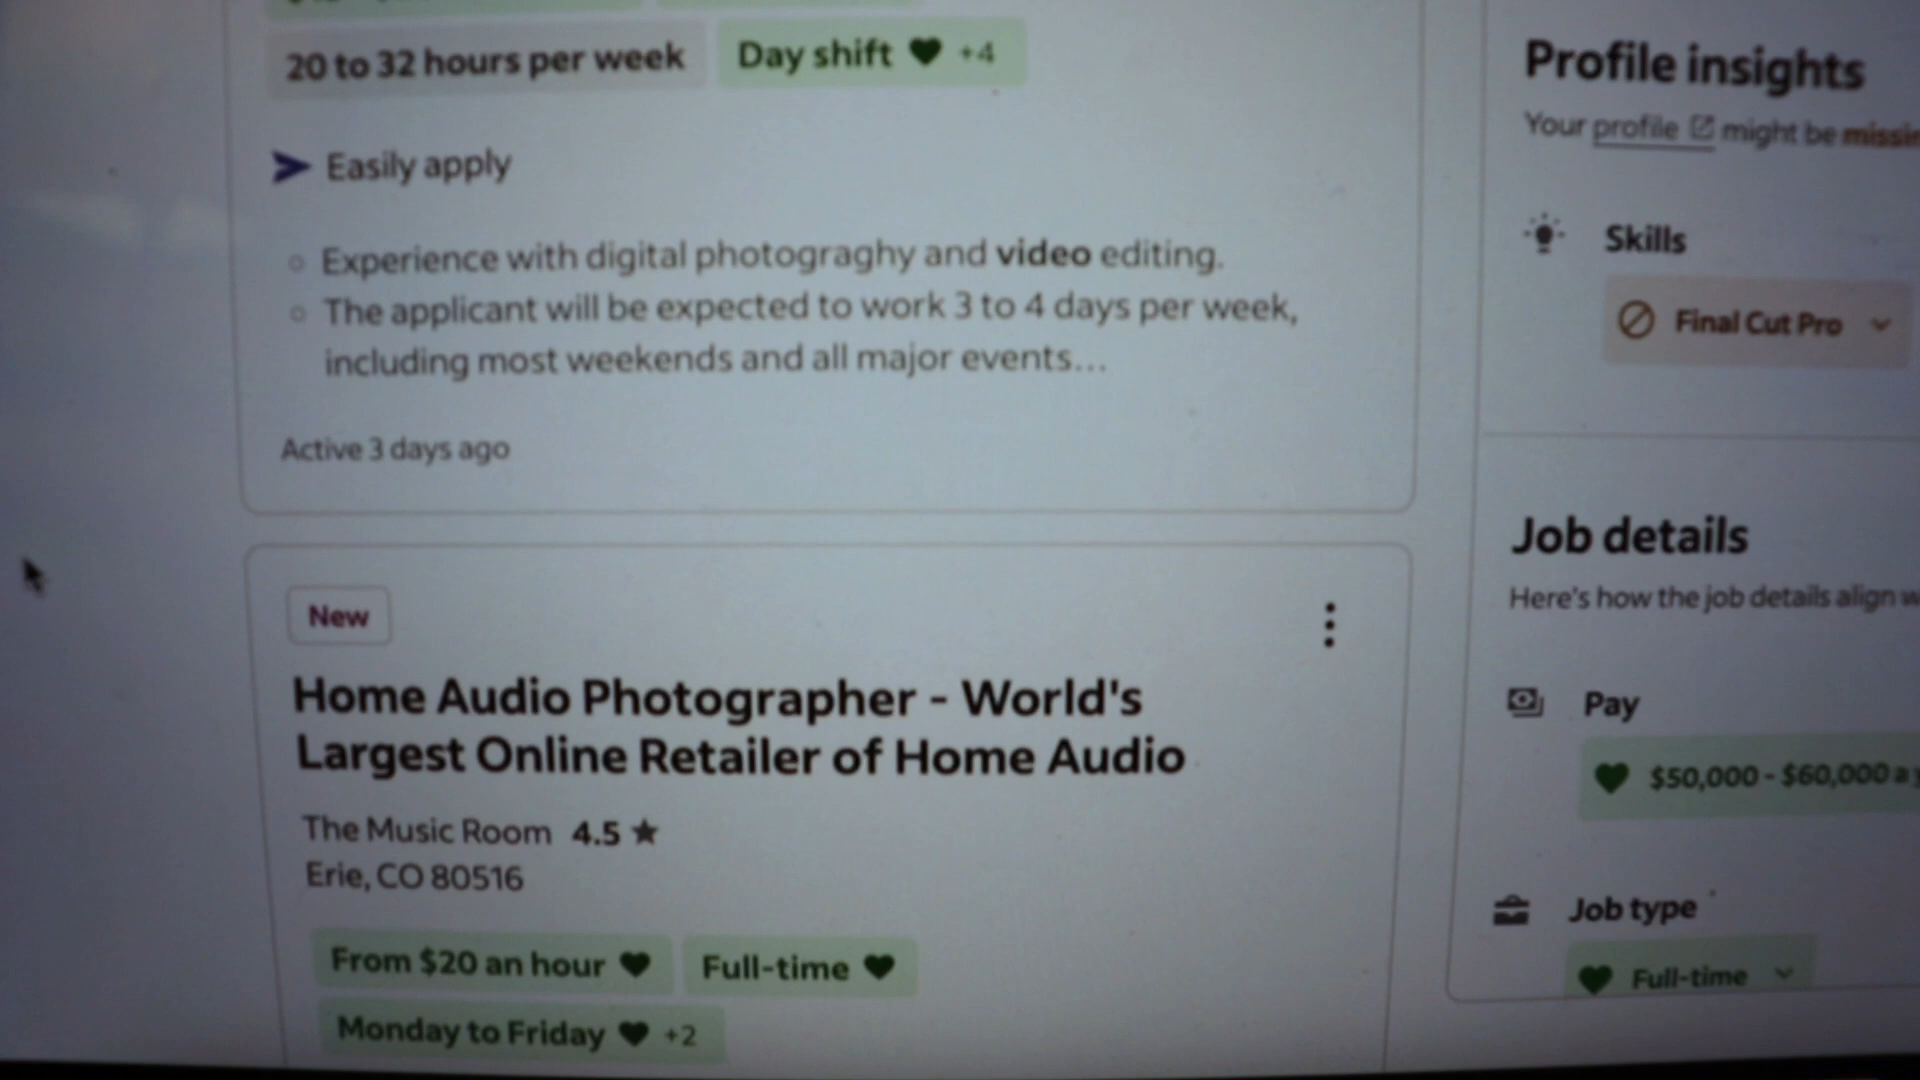 20 to 32 hours per week
Day shift +4
Easily apply
Experience with digital photograghy and video editing.
The applicant will be expected to work 3 to 4 days per week,
including most weekends and all major events...
Active 3 days ago
New
Home Audio Photographer - World's
Largest Online Retailer of Home Audio
The Music Room 4.5
Erie, CO 80516
From $20 an hour
Full-time
Monday to Friday +2
Profile insights
Your profile might be
Skills
Final Cut Pro
Job details
Here's how the job details align
Pay
$50,000 - $60,000 a
Job type
Full-time